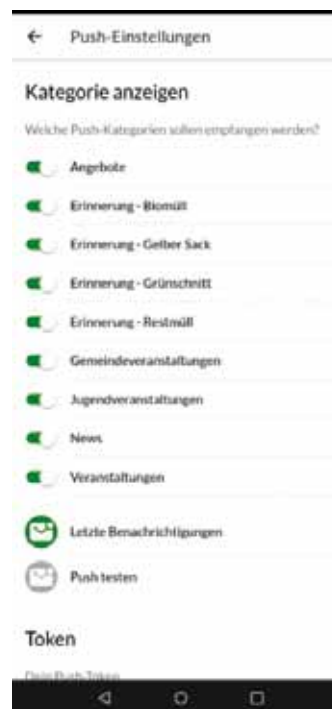 Push-Einstellungen
Kategorie anzeigen
Welche Push-Kategorien sollen empfangen werden?
Angebote
Erinnerung - Biomüll
Erinnerung - Gelber Sack
Erinnerung - Grünschnitt
Erinnerung - Restmüll
Gemeindeveranstaltungen
Jugendveranstaltungen
News
Veranstaltungen
Letzte Benachrichtigungen
Push testen
Token
Dein Push-Token